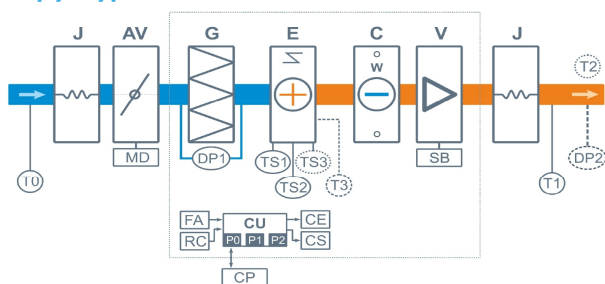 J AV G E C V J
W
T2
MD DP1 TS1 TS3 SB DP2
T0 TS2 T3 T1
FA CU CE
RC P0 P1 P2 CS
CP